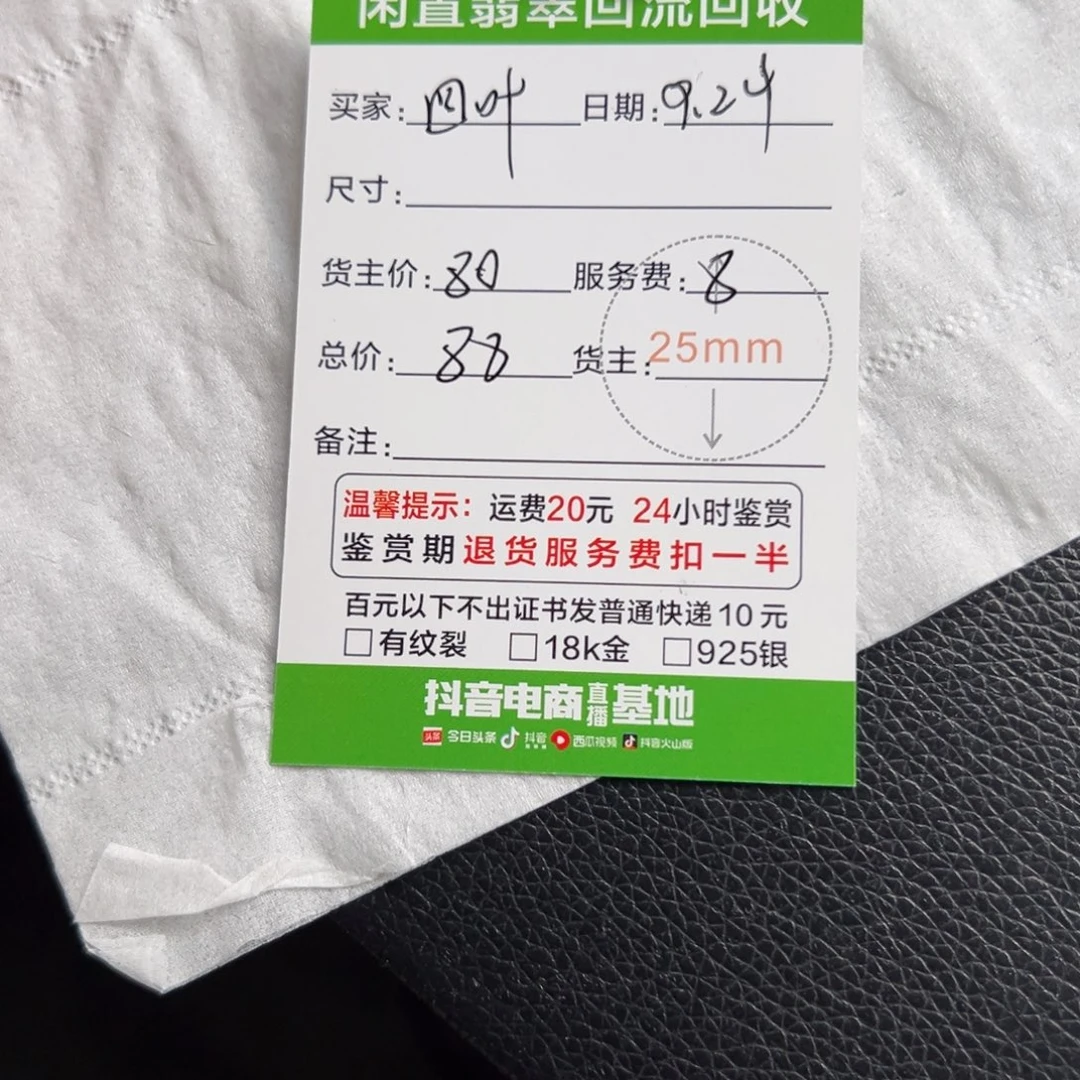 闲置翡翠回流回收
买家: 四叶 日期: 9.24
尺寸:
货主价: 80 服务费: 8
总价: 88 货主:
25mm
备注:
温馨提示: 运费20元 24小时鉴赏
鉴赏期退货服务费扣一半
百元以下不出证书发普通快递10元
□有纹裂 □18k金 □925银
抖音电商直播基地
头条 今日头条 抖音 西瓜视频 抖音火山版